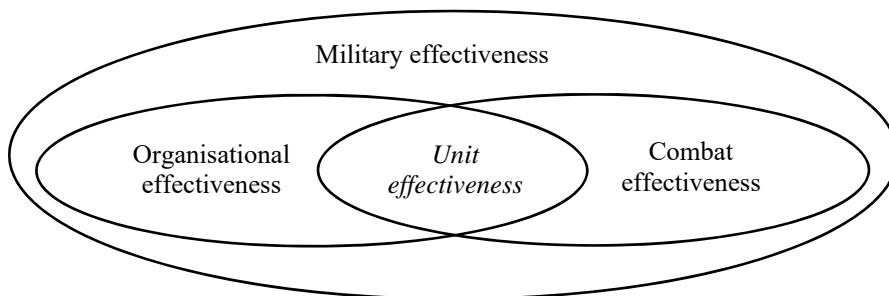 Military effectiveness
Organisational
effectiveness
Unit
effectiveness
Combat
effectiveness